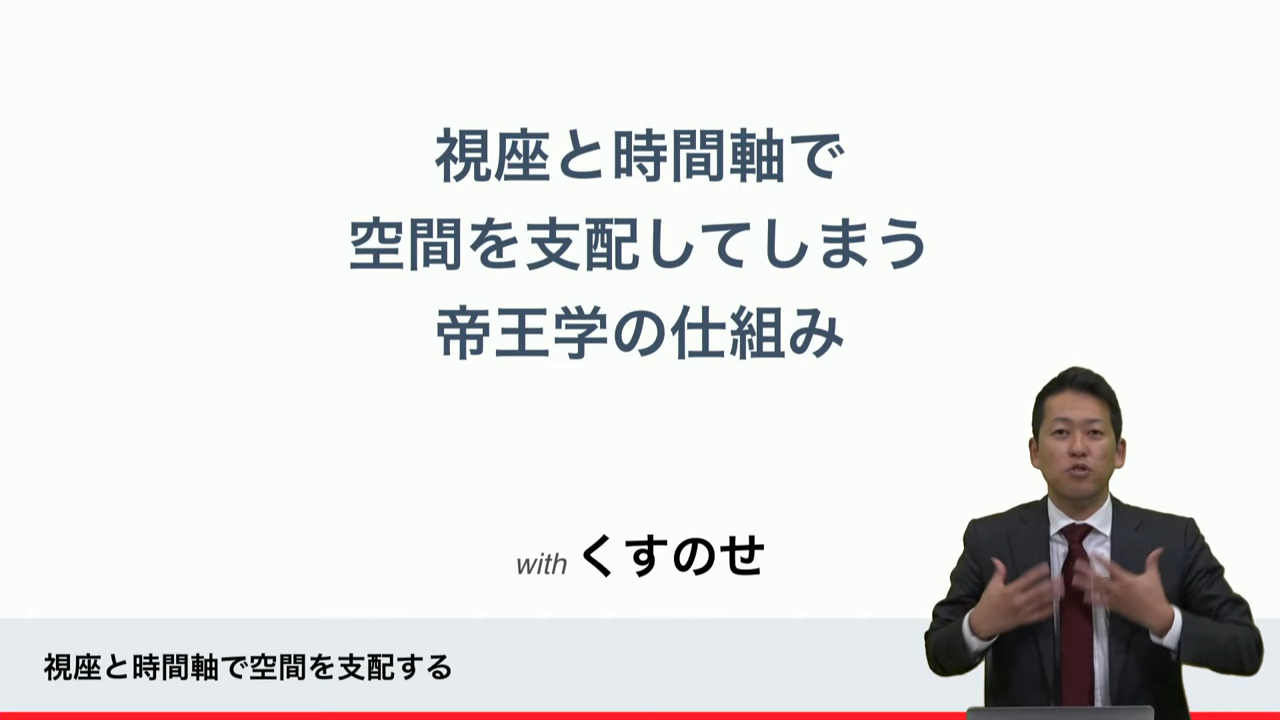 視座と時間軸で
空間を支配してしまう
帝王学の仕組み
with くすのせ
視座と時間軸で空間を支配する